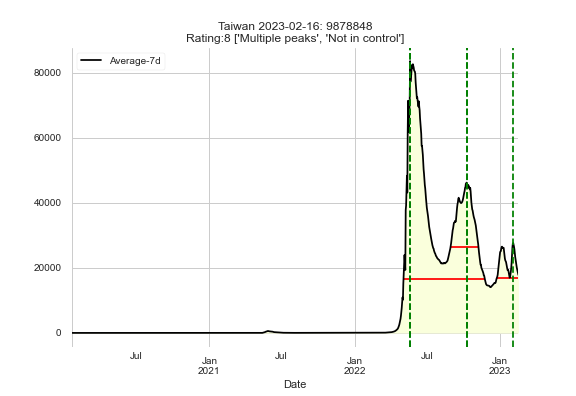 Taiwan 2023-02-16: 9878848
Rating:8 ['Multiple peaks', 'Not in control']
Average-7d
80000
60000
40000
20000
0
Jul
Jan
2021
Jul
Jan
2022
Jul
Jan
2023
Date